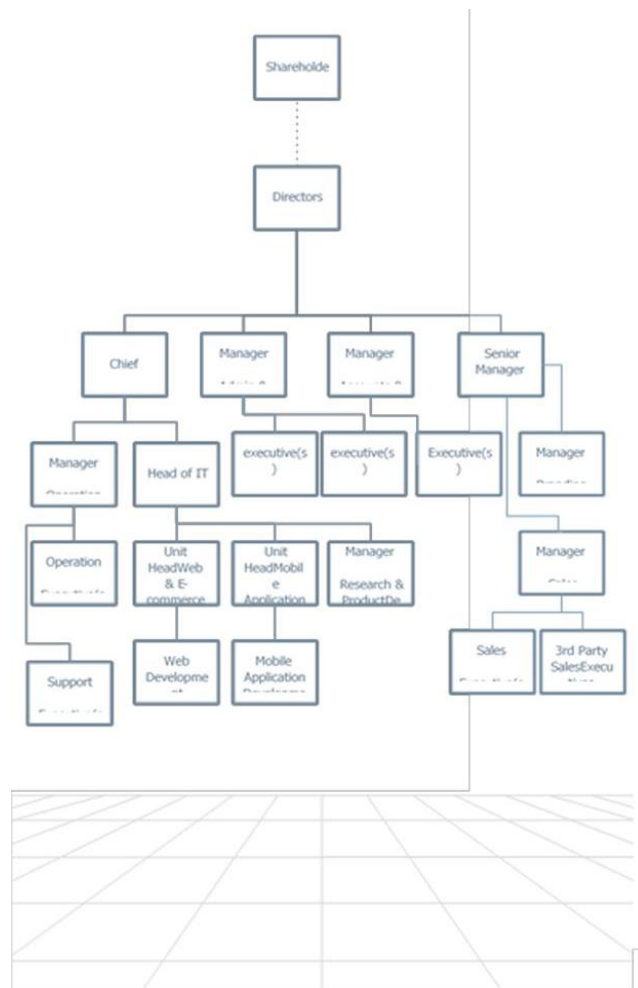 Shareholde
Directors
Chief
Manager
Manager
Senior
Manager
Manager
Head of IT
executive(s
)
executive(s
)
Executive(s
)
Manager
Operation
Unit
HeadWeb
& E-
commerce
Unit
HeadMobil
e
Application
Manager
Research &
ProductDe
Manager
Support
Web
Developme
Mobile
Application
Sales
3rd Party
SalesExecu